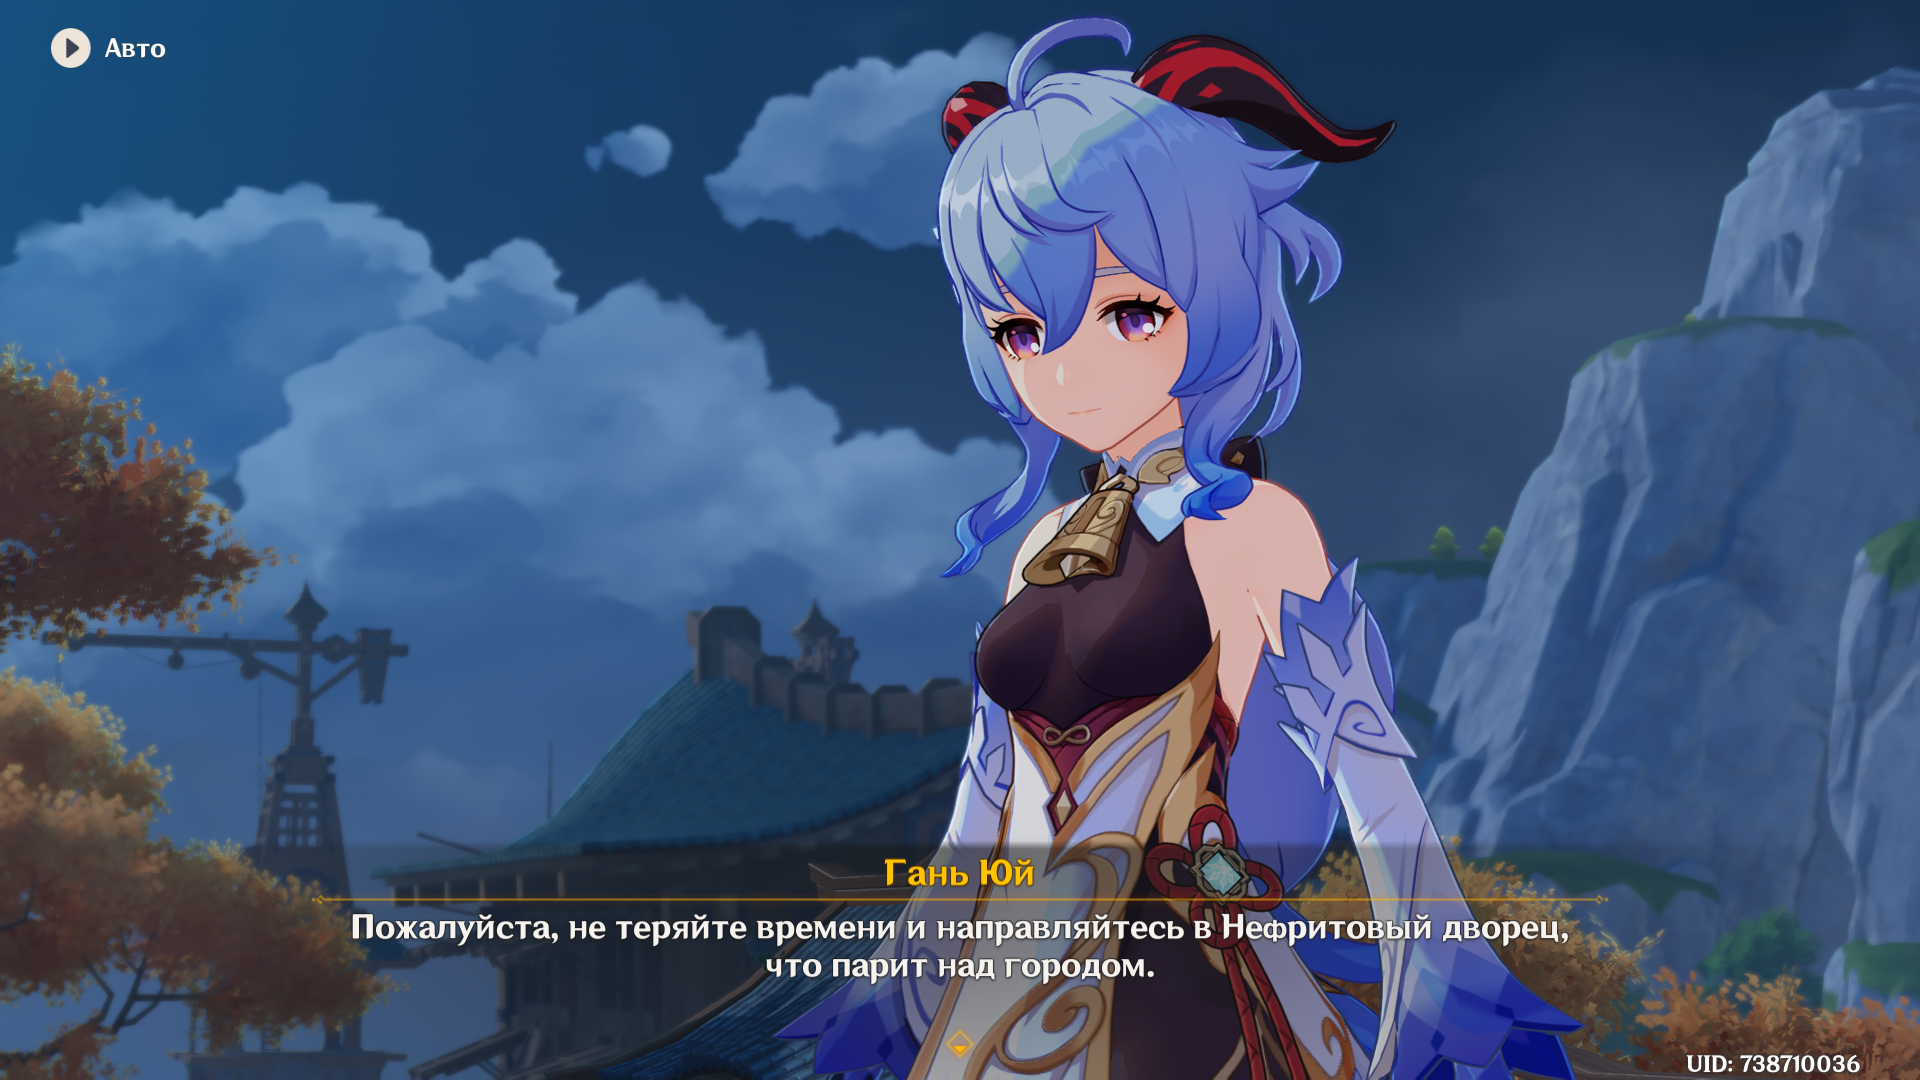 Авто
Гань Юй
Пожалуйста, не теряйте времени и направляйтесь в Нефритовый дворец,
что парит над городом.
UID: 738710036